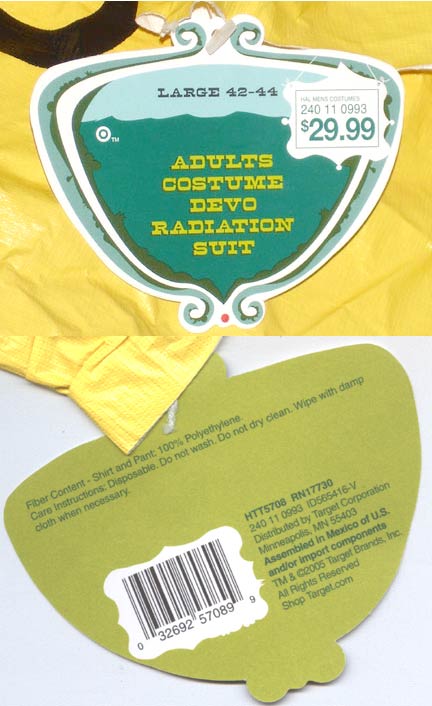 LARGE 42-44
HAL MENS COSTUMES
240 11 0993
$29.99
TM
ADULTS
COSTUME
DEVO
RADIATION
SUIT
Fiber Content - Shirt and Pant: 100% Polyethylene.
Care Instructions: Disposable. Do not wash. Do not dry clean. Wipe with damp
cloth when necessary.
HTT5708 RN17730
240 11 0993 ID565416-V
Distributed by Target Corporation
Minneapolis, MN 55403
Assembled in Mexico of U.S.
and/or import components
TM & ©2005 Target Brands, Inc.
All Rights Reserved
Shop Target.com
0 32692 57089 9